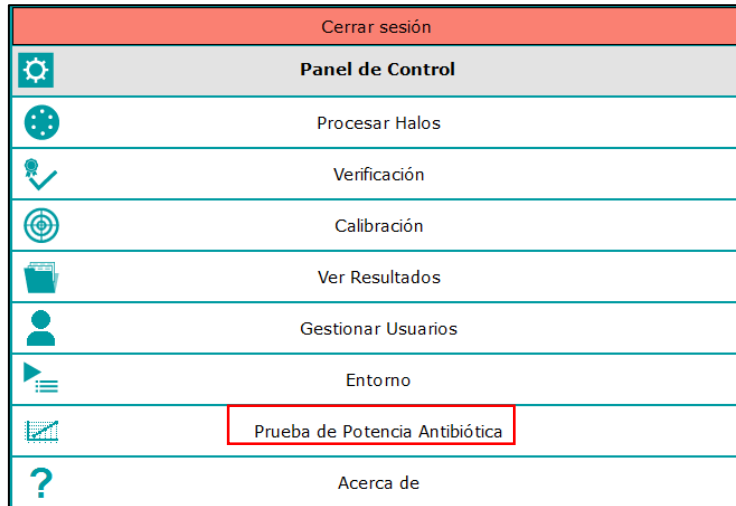 Cerrar sesión
Panel de Control
Procesar Halos
Verificación
Calibración
Ver Resultados
Gestionar Usuarios
Entorno
Prueba de Potencia Antibiótica
Acerca de